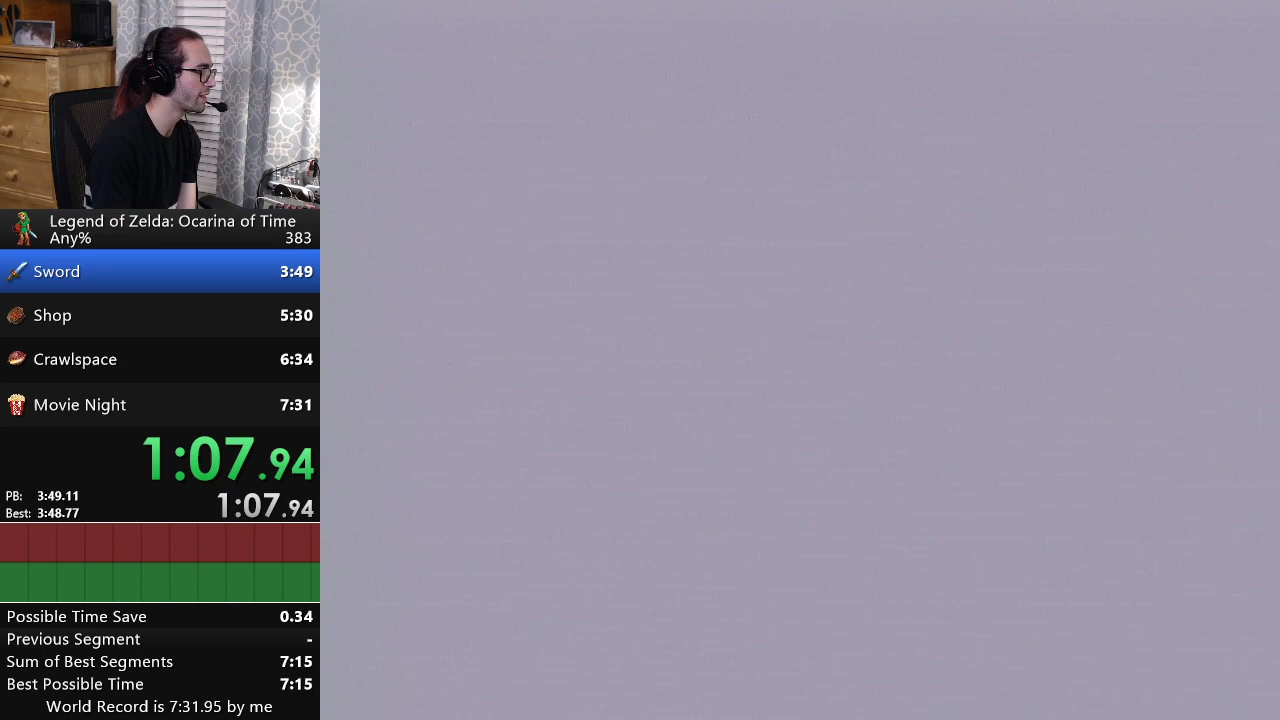 Legend of Zelda: Ocarina of Time
Any% 383
Sword 3:49
Shop 5:30
Crawlspace 6:34
Movie Night 7:31
1:07.94
PB: 3:49.11
Best: 3:48.77
1:07.94
Possible Time Save 0.34
Previous Segment -
Sum of Best Segments 7:15
Best Possible Time 7:15
World Record is 7:31.95 by me